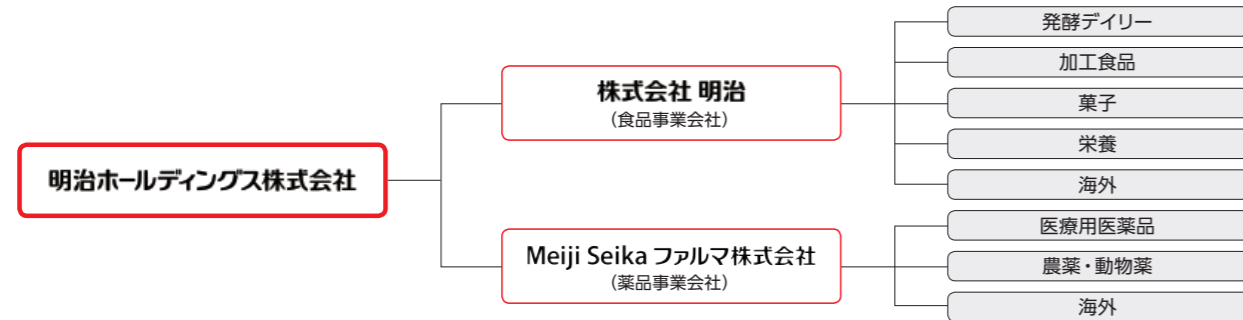 明治ホールディングス株式会社
株式会社 明治
（食品事業会社）
発酵デイリー
加工食品
菓子
栄養
海外
Meiji Seika ファルマ株式会社
（薬品事業会社）
医療用医薬品
農薬・動物薬
海外